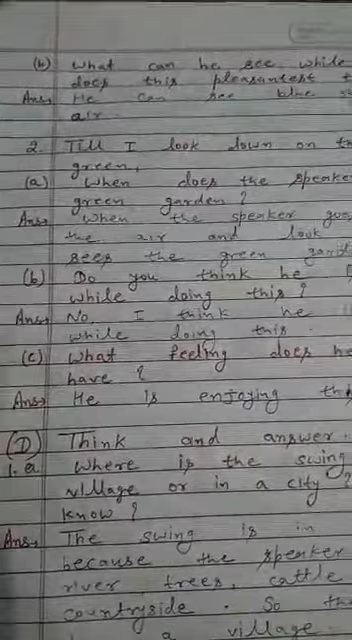 (b) what can he see while
does this pleasantest
Ans→ He can see blue
air.
2. Till I look down on
green,
(a) When does the speaker
green garden?
Ans→ When the speaker goes
the air and look
sees the green
(b) Do you think he
while doing this?
Ans→ No, I think he
while doing this.
(c) What feeling does he
have?
Ans→ He is enjoying
(D) Think and answer.
1. a. Where is the swing
village or in a city?
know?
Ans→ The swing is in
because the speaker
river trees, cattle
countryside. So
a village